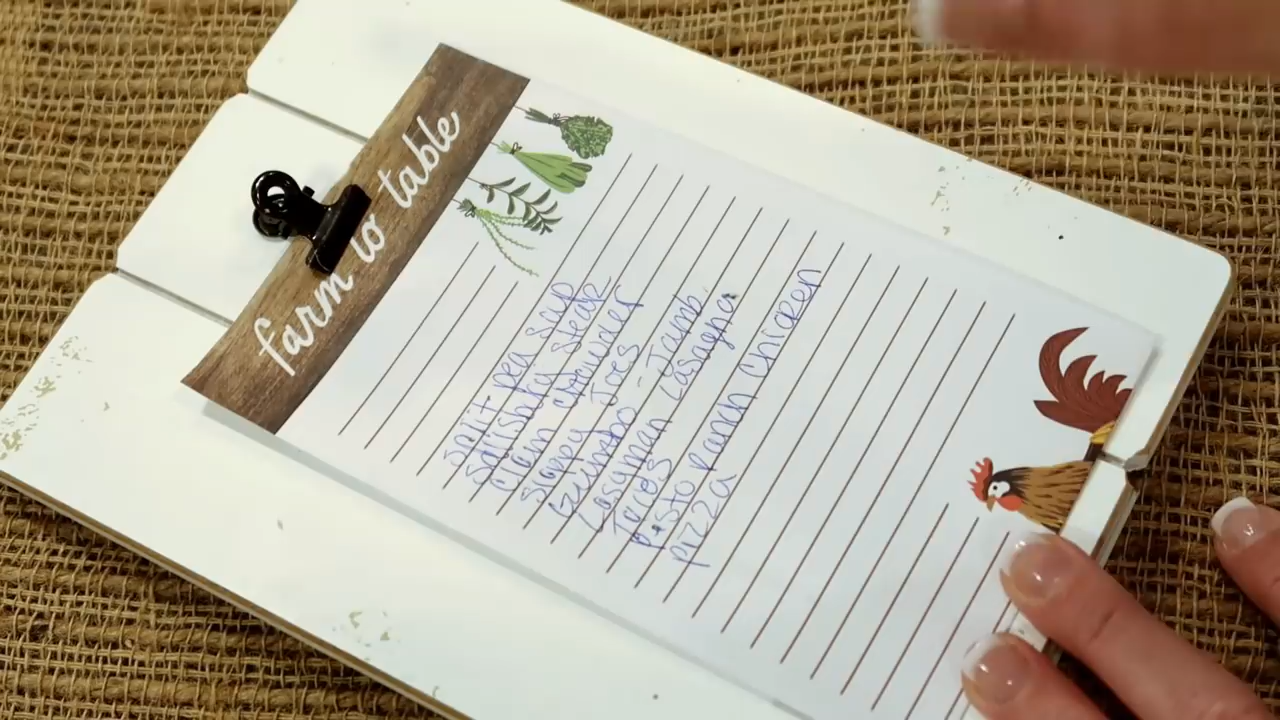 farm to table
split pea soup
salisbury steak
clam chowder
sloppy Joes
Gumbo - Jamb
Lasyman Lasagna
Tacos
pesto
pizza Ranch Chicken